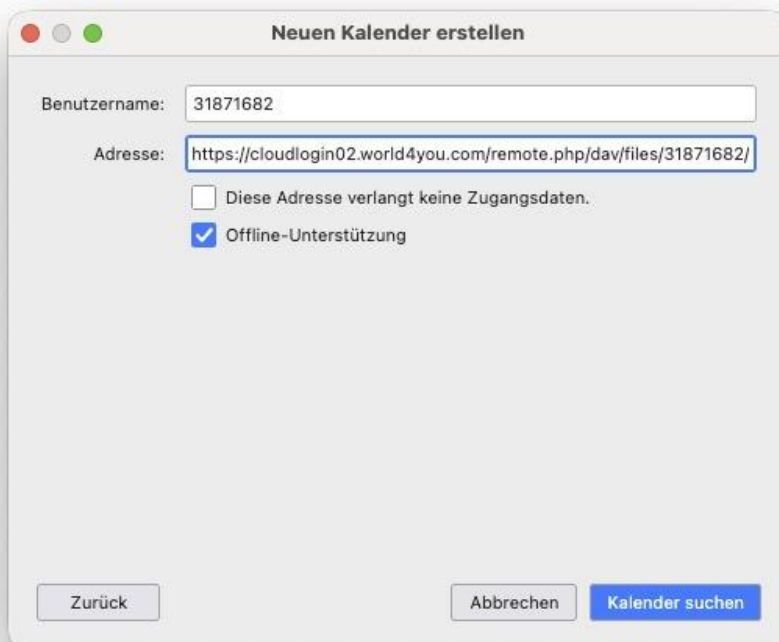 Neuen Kalender erstellen
Benutzername: 31871682
Adresse: https://cloudlogin02.world4you.com/remote.php/dav/files/31871682/
Diese Adresse verlangt keine Zugangsdaten.
Offline-Unterstützung
Zurück Abbrechen Kalender suchen